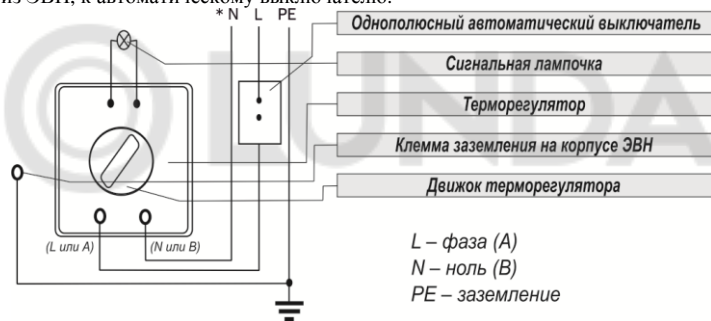 из ЭВН, к автоматическому выключателю.
* N L PE
Однополюсный автоматический выключатель
Сигнальная лампочка
Терморегулятор
Клемма заземления на корпусе ЭВН
Движок терморегулятора
(L или A) (N или B)
L – фаза (A)
N – ноль (B)
PE – заземление
LUNDA